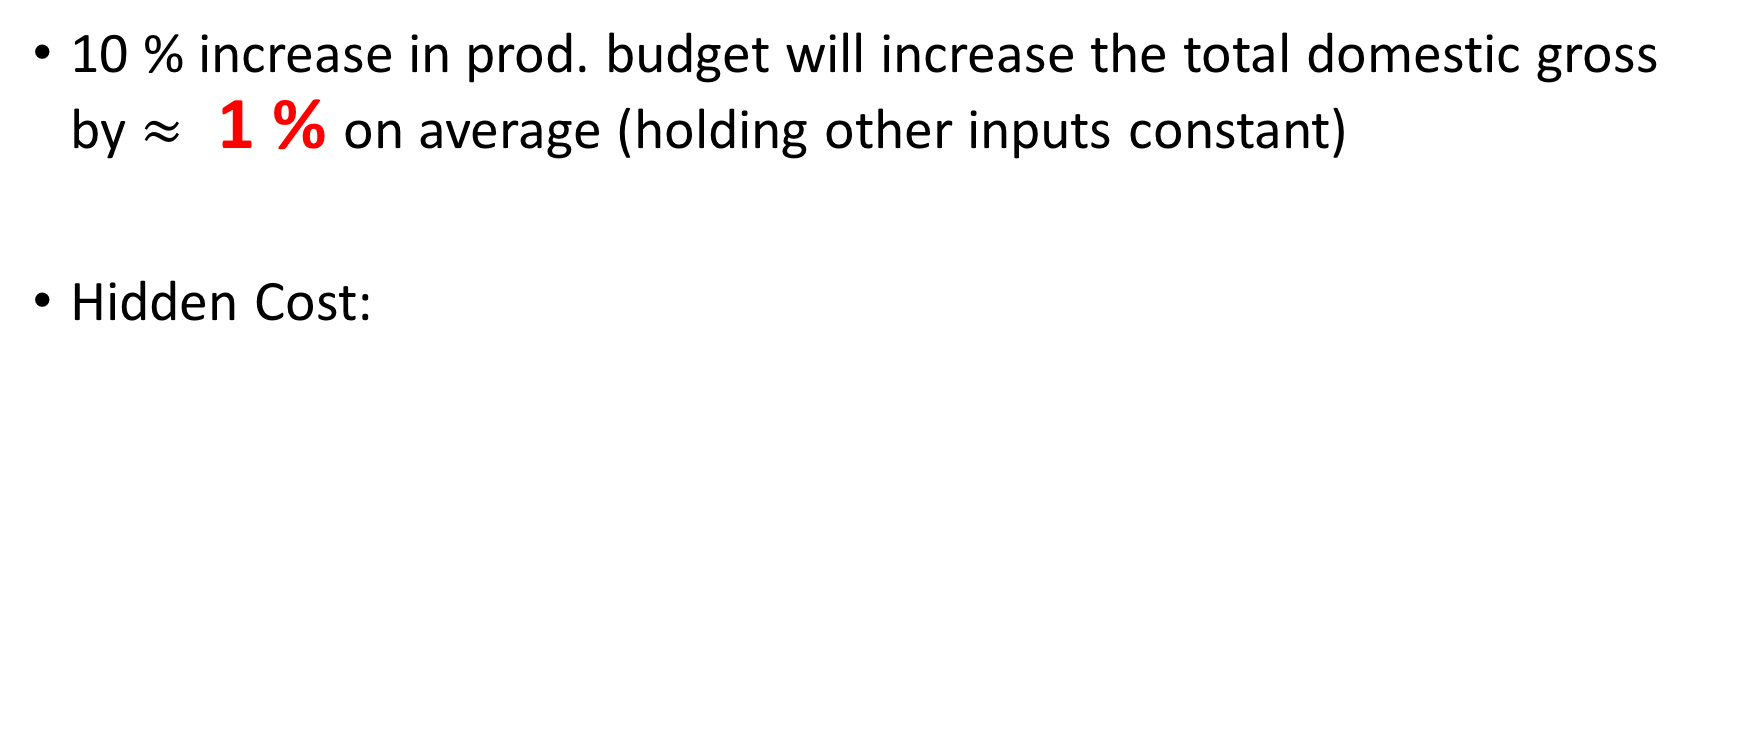 • 10 % increase in prod. budget will increase the total domestic gross
by ≈ 1 % on average (holding other inputs constant)
• Hidden Cost: